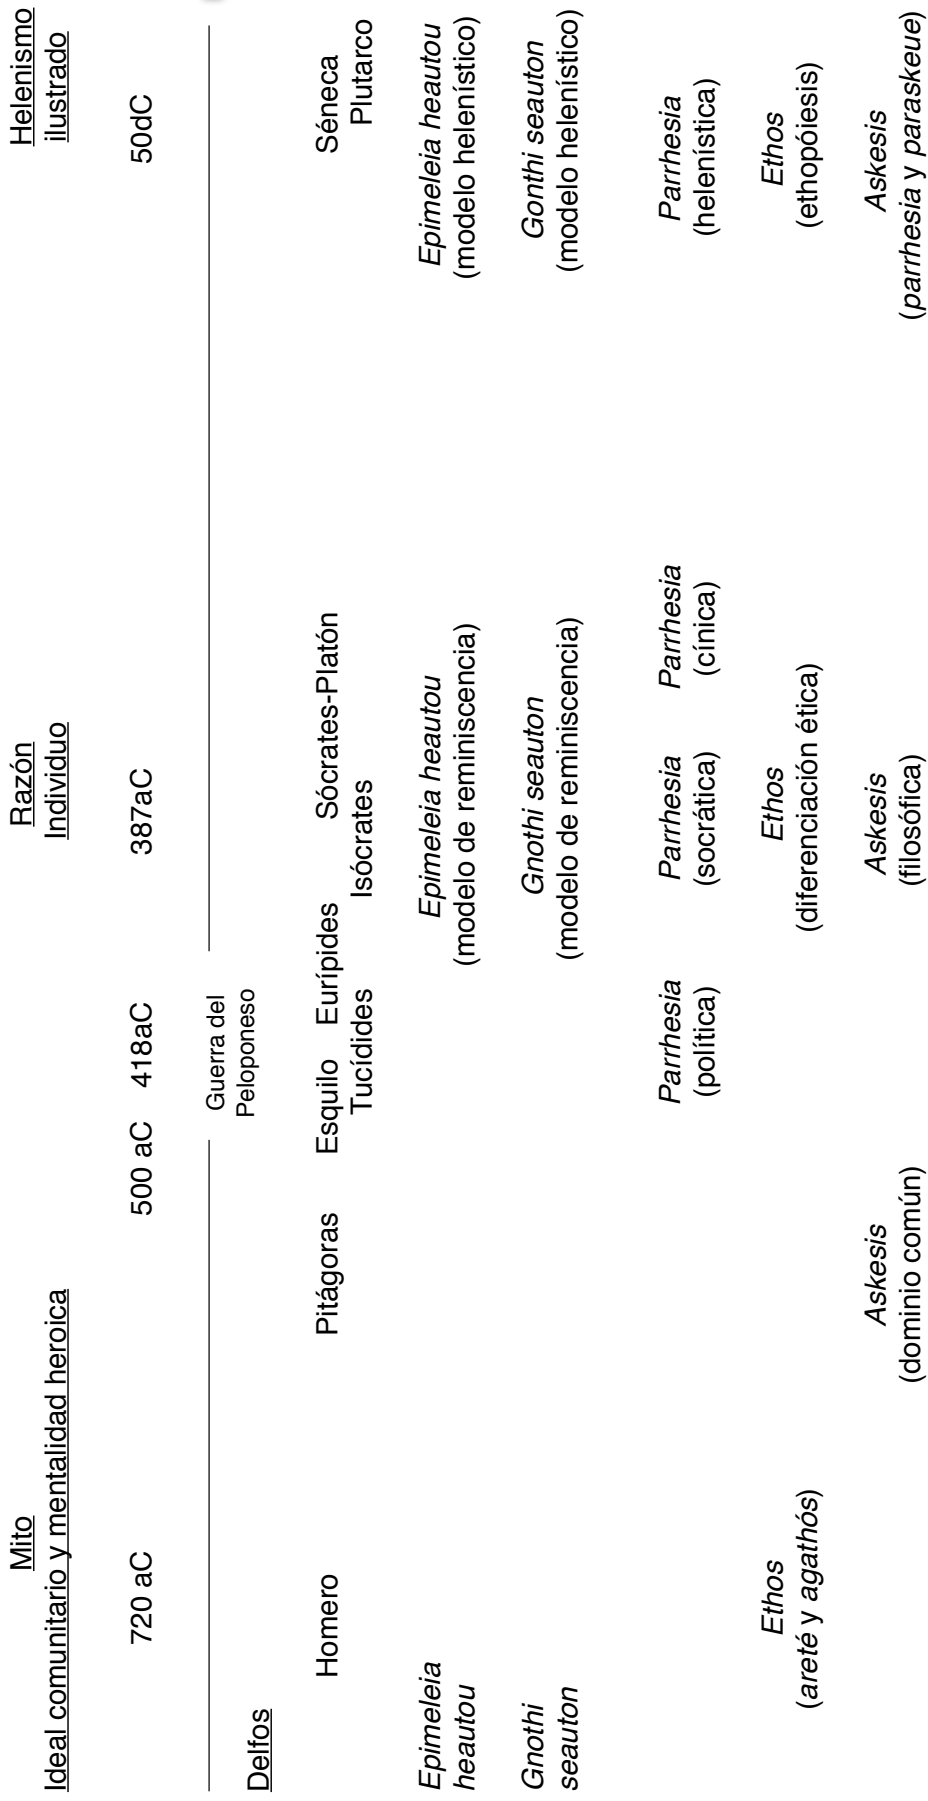 Mito
Ideal comunitario y mentalidad heroica
Razón
Individuo
Helenismo
ilustrado
720 aC
500 aC
418aC
387aC
50dC
Guerra del
Peloponeso
Delfos
Homero
Pitágoras
Esquilo
Eurípides
Tucídides
Sócrates-Platón
Isócrates
Séneca
Plutarco
Epimeleia
heautou
Epimeleia heautou
(modelo de reminiscencia)
Epimeleia heautou
(modelo helenístico)
Gnothi
seauton
Gnothi seauton
(modelo de reminiscencia)
Gonthi seauton
(modelo helenístico)
Parrhesia
(política)
Parrhesia
(socrática)
Parrhesia
(cínica)
Parrhesia
(helenística)
Ethos
(areté y agathós)
Ethos
(diferenciación ética)
Ethos
(ethopóiesis)
Askesis
(dominio común)
Askesis
(filosófica)
Askesis
(parrhesia y paraskeue)